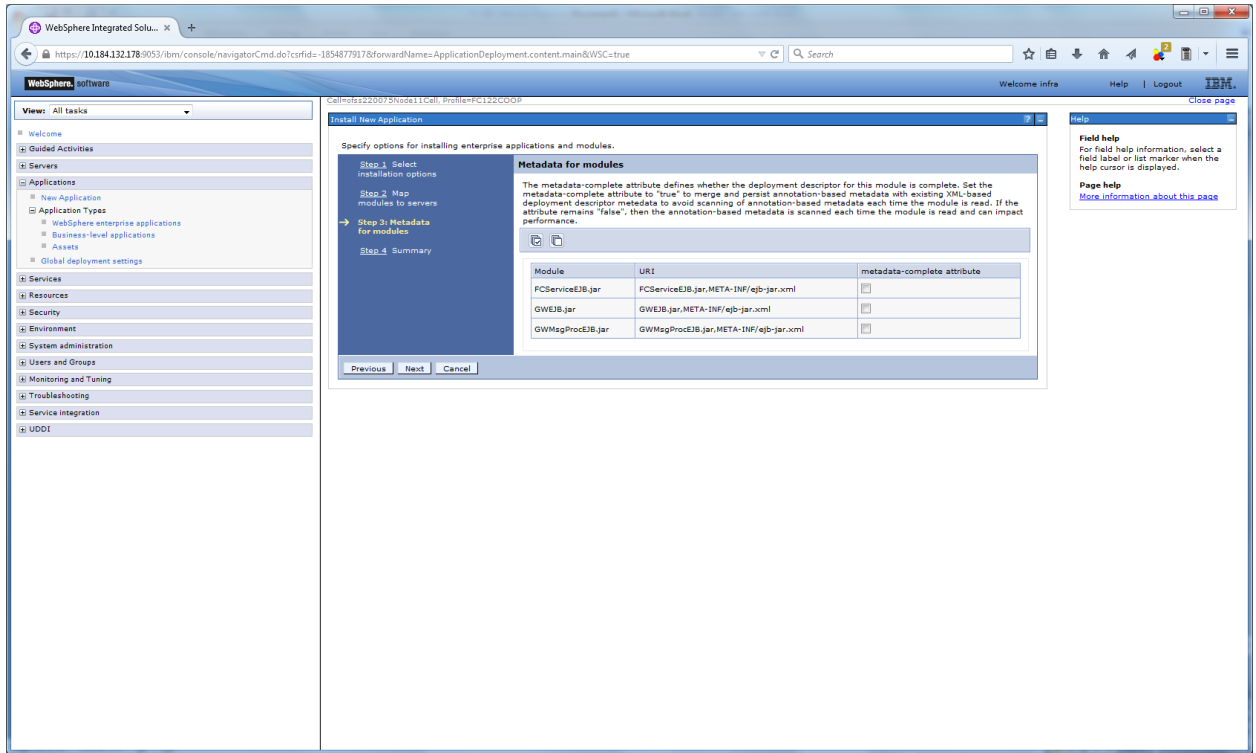 WebSphere Integrated Solu... ×
https://10.184.132.178:9053/ibm/console/navigatorCmd.do?csrfid=-1854877917&forwardName=ApplicationDeployment.content.main&WSC=true
Search
2
WebSphere. software
Welcome infra
Help | Logout
IBM.
View: All tasks
Welcome
Guided Activities
Servers
Applications
New Application
Application Types
WebSphere enterprise applications
Business-level applications
Assets
Global deployment settings
Services
Resources
Security
Environment
System administration
Users and Groups
Monitoring and Tuning
Troubleshooting
Service integration
UDDI
Cell=ofss220075Node11Cell, Profile=FC122COOP
Close page
Install New Application
?
Specify options for installing enterprise applications and modules.
Step 1 Select
installation options
Step 2 Map
modules to servers
Step 3: Metadata
for modules
Step 4 Summary
Metadata for modules
The metadata-complete attribute defines whether the deployment descriptor for this module is complete. Set the
metadata-complete attribute to "true" to merge and persist annotation-based metadata with existing XML-based
deployment descriptor metedata to avoid scanning of annotation-based metadata each time the module is read. If the
attribute remains "false", then the annotation-based metadata is scanned each time the module is read and can impact
performance.
Module URI metadata-complete attribute
FCServiceEJB.jar FCServiceEJB.jar,META-INF/ejb-jar.xml
GWEJB.jar GWEJB.jar,META-INF/ejb-jar.xml
GWMsgProcEJB.jar GWMsgProcEJB.jar,META-INF/ejb-jar.xml
Previous Next Cancel
Help
Field help
For field help information, select a
field label or list marker when the
help cursor is displayed.
Page help
More information about this page